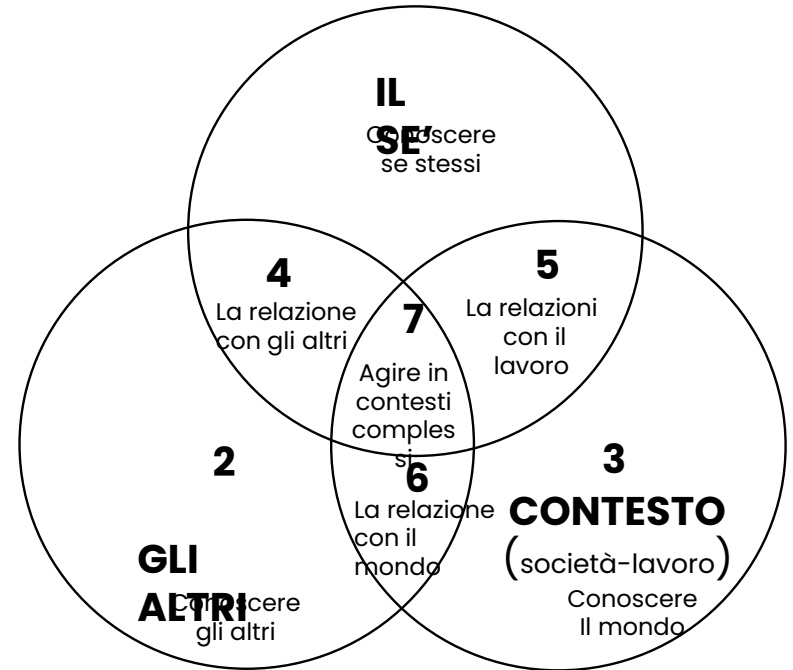 IL
SE’
Conoscere
se stessi
4
La relazione
con gli altri
5
La relazioni
con il
lavoro
7
Agire in
contesti
comples
si
2
GLI
ALTRI
Conoscere
gli altri
6
La relazione
con il
mondo
3
CONTESTO
(società-lavoro)
Conoscere
Il mondo